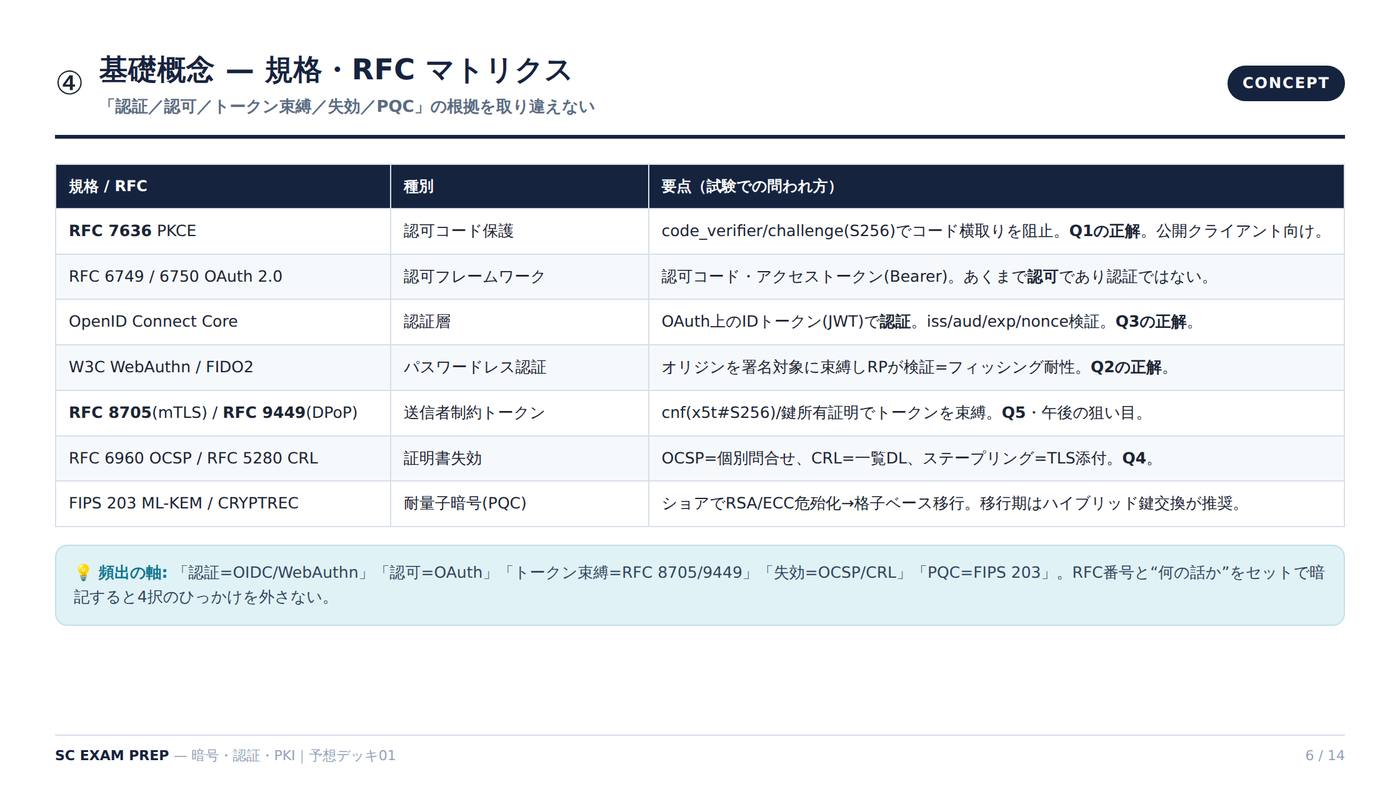 ④
基礎概念 — 規格・RFC マトリクス
「認証／認可／トークン束縛／失効／PQC」の根拠を取り違えない
CONCEPT
規格 / RFC 種別 要点（試験での問われ方）
RFC 7636 PKCE 認可コード保護 code_verifier/challenge(S256)でコード横取りを阻止。Q1の正解。公開クライアント向け。
RFC 6749 / 6750 OAuth 2.0 認可フレームワーク 認可コード・アクセストークン(Bearer)。あくまで認可であり認証ではない。
OpenID Connect Core 認証層 OAuth上のIDトークン(JWT)で認証。iss/aud/exp/nonce検証。Q3の正解。
W3C WebAuthn / FIDO2 パスワードレス認証 オリジンを署名対象に束縛しRPが検証=フィッシング耐性。Q2の正解。
RFC 8705(mTLS) / RFC 9449(DPoP) 送信者制約トークン cnf(x5t#S256)/鍵所有証明でトークンを束縛。Q5・午後の狙い目。
RFC 6960 OCSP / RFC 5280 CRL 証明書失効 OCSP=個別問合せ、CRL=一覧DL、ステープリング=TLS添付。Q4。
FIPS 203 ML-KEM / CRYPTREC 耐量子暗号(PQC) ショアでRSA/ECC危殆化→格子ベース移行。移行期はハイブリッド鍵交換が推奨。
💡 頻出の軸: 「認証=OIDC/WebAuthn」「認可=OAuth」「トークン束縛=RFC 8705/9449」「失効=OCSP/CRL」「PQC=FIPS 203」。RFC番号と“何の話か”をセットで暗
記すると4択のひっかけを外さない。
SC EXAM PREP — 暗号・認証・PKI｜予想デッキ01
6 / 14